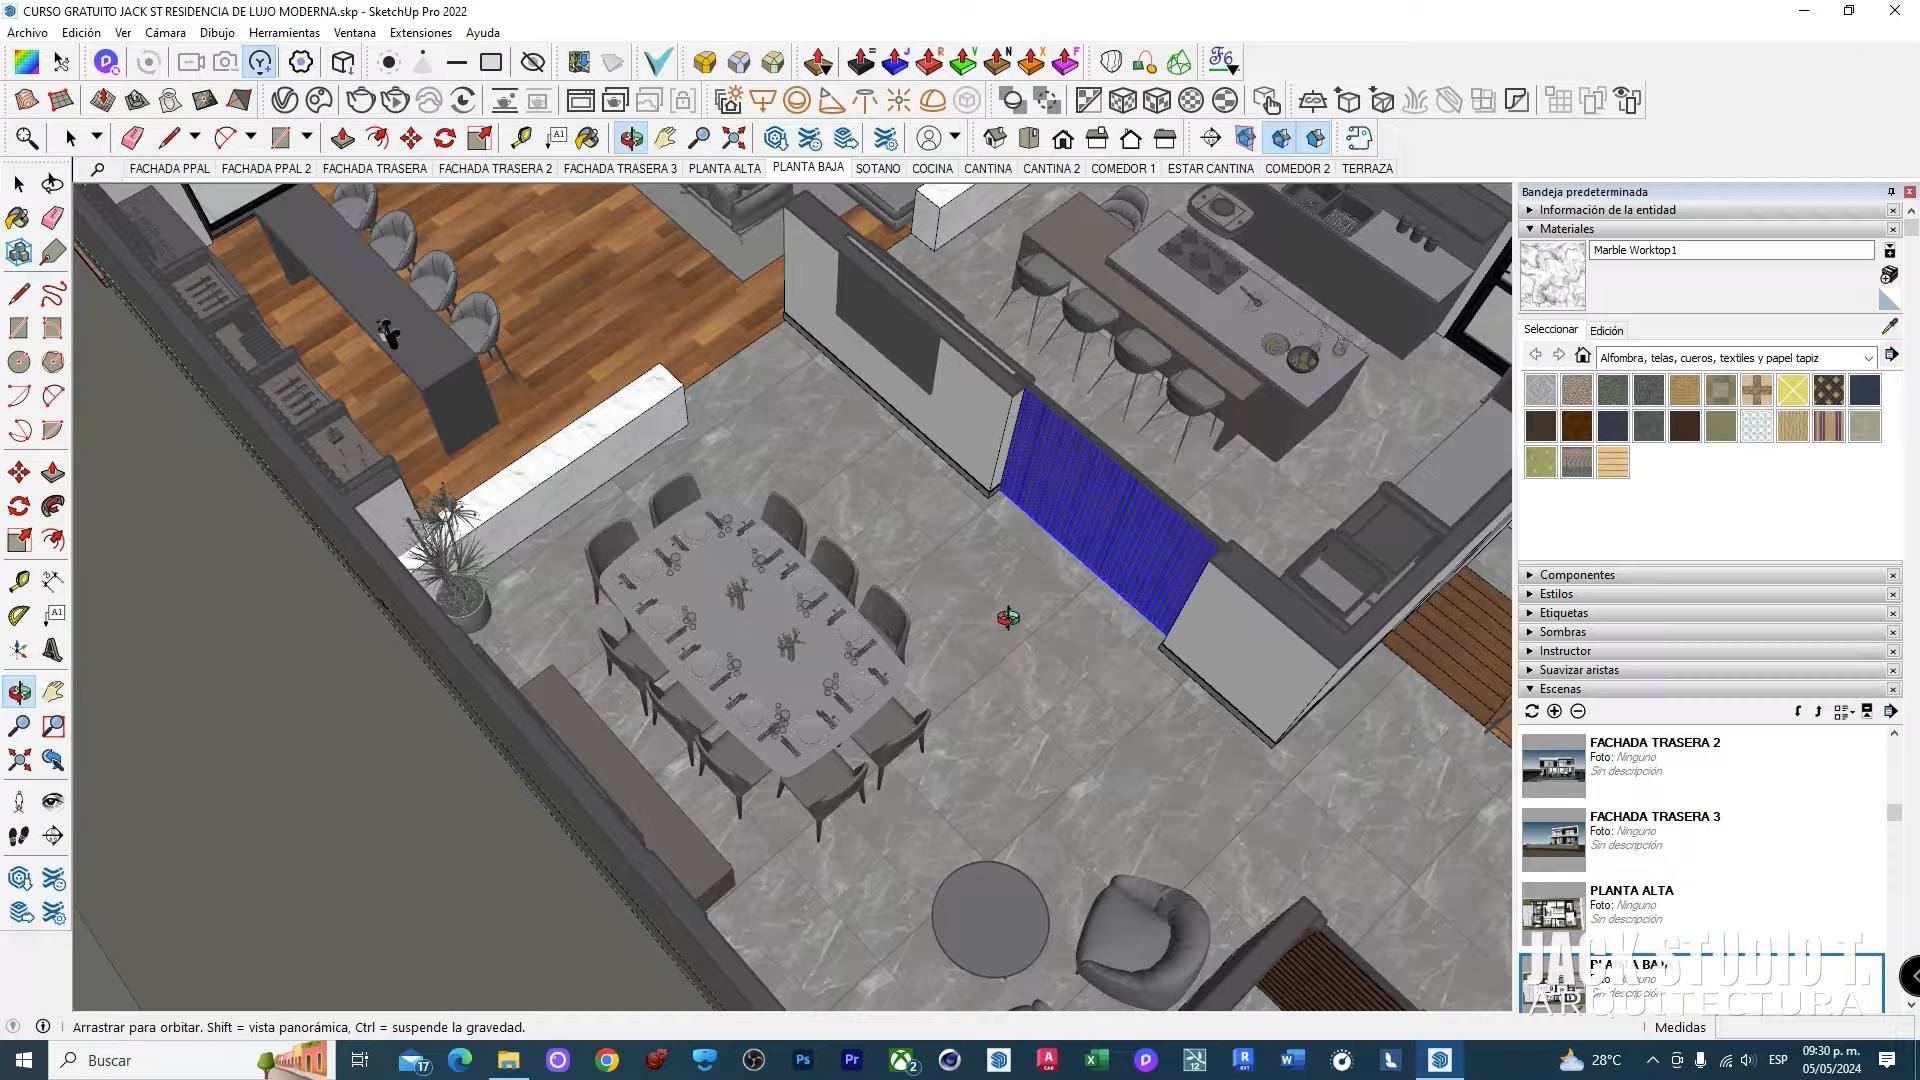 CURSO GRATUITO JACK ST RESIDENCIA DE LUJO MODERNA.skp - SketchUp Pro 2022
Archivo Edición Ver Cámara Dibujo Herramientas Ventana Extensiones Ayuda
FACHADA PPAL FACHADA PPAL 2 FACHADA TRASERA FACHADA TRASERA 2 FACHADA TRASERA 3 PLANTA ALTA PLANTA BAJA SOTANO COCINA CANTINA CANTINA 2 COMEDOR 1 ESTAR CANTINA COMEDOR 2 TERRAZA
Bandeja predeterminada
Información de la entidad
Materiales
Marble Worktop1
Seleccionar Edición
Alfombra, telas, cueros, textiles y papel tapiz
Componentes
Estilos
Etiquetas
Sombras
Instructor
Suavizar aristas
Escenas
FACHADA TRASERA 2
Foto: Ninguno
Sin descripción
FACHADA TRASERA 3
Foto: Ninguno
Sin descripción
PLANTA ALTA
Foto: Ninguno
Sin descripción
JACK STUDIO T.
ARQUITECTURA
Arrastrar para orbitar. Shift = vista panorámica, Ctrl = suspende la gravedad.
Medidas
Buscar
17
2
28°C
ESP
09:30 p. m.
05/05/2024